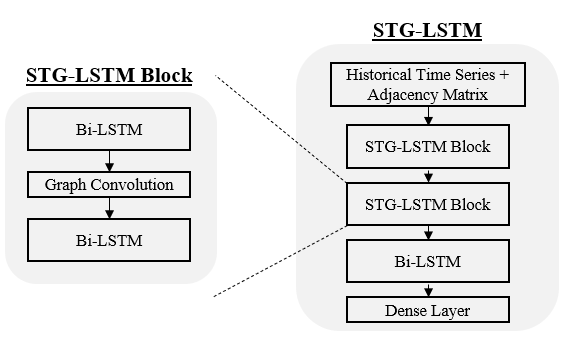 STG-LSTM Block
Bi-LSTM
Graph Convolution
Bi-LSTM
STG-LSTM
Historical Time Series +
Adjacency Matrix
STG-LSTM Block
STG-LSTM Block
Bi-LSTM
Dense Layer